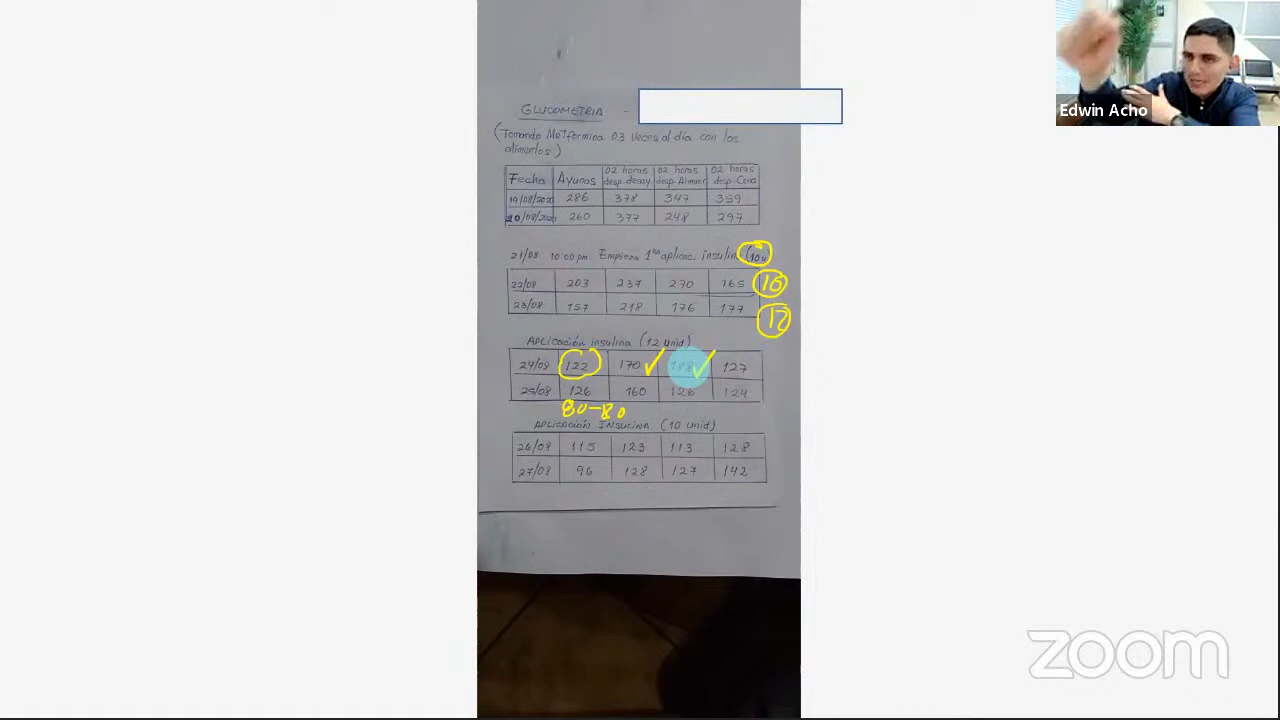 Edwin Acho
GLUCOMETRIA -
(Tomando Metformina 03 veces al día con los
alimentos)
Fecha Ayunas 02 horas desp. desay 02 horas desp. Almuer 02 horas desp. Cena
19/08/2020 286 378 347 359
20/08/2020 260 377 248 297
21/08 10:00 pm Empieza 1ra aplicac. insulina (10u
22/08 203 237 270 165 10
23/08 157 218 176 177 12
APLICACIÓN insulina (12 unid)
24/08 122 170 188 127
25/08 126 160 126 124
80-80
APLICACIÓN INSULINA (10 unid)
26/08 115 123 113 128
27/08 96 128 127 142
zoom